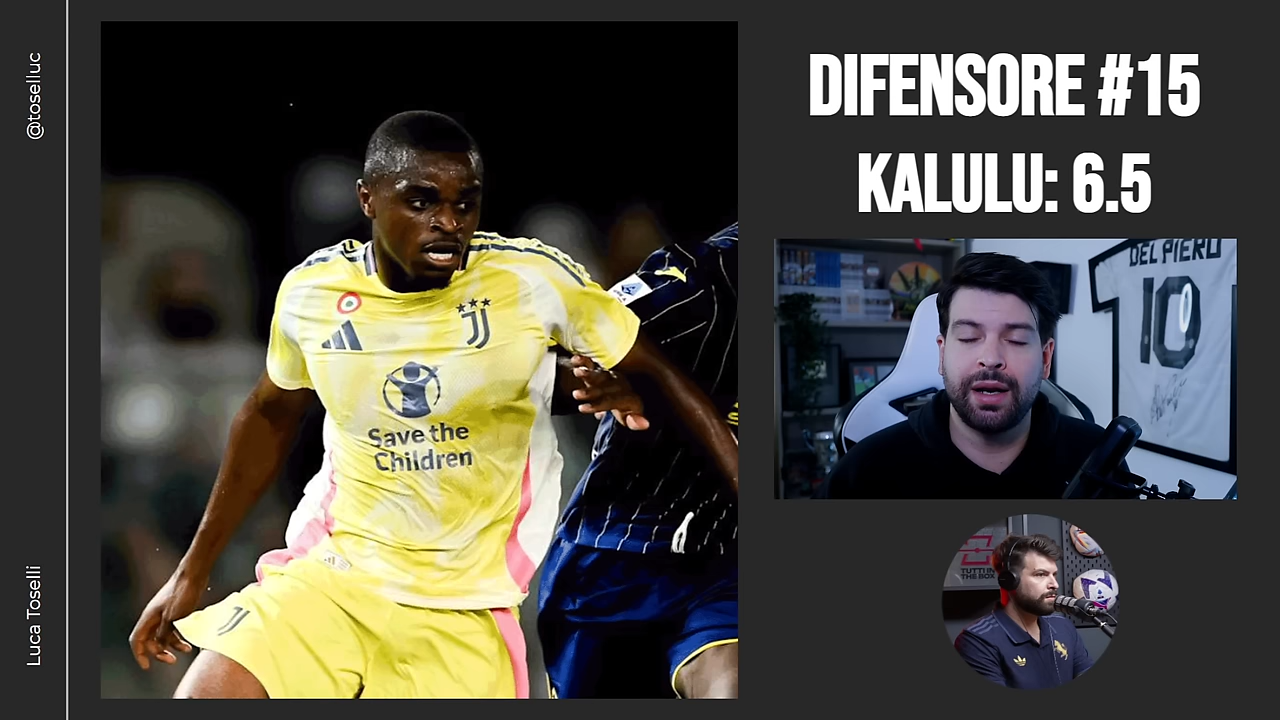 @toselluc
Luca Toselli
DIFENSORE #15
KALULU: 6.5
Save the
Children
DEL PIERO
10
TUTTI IN
THE BOX